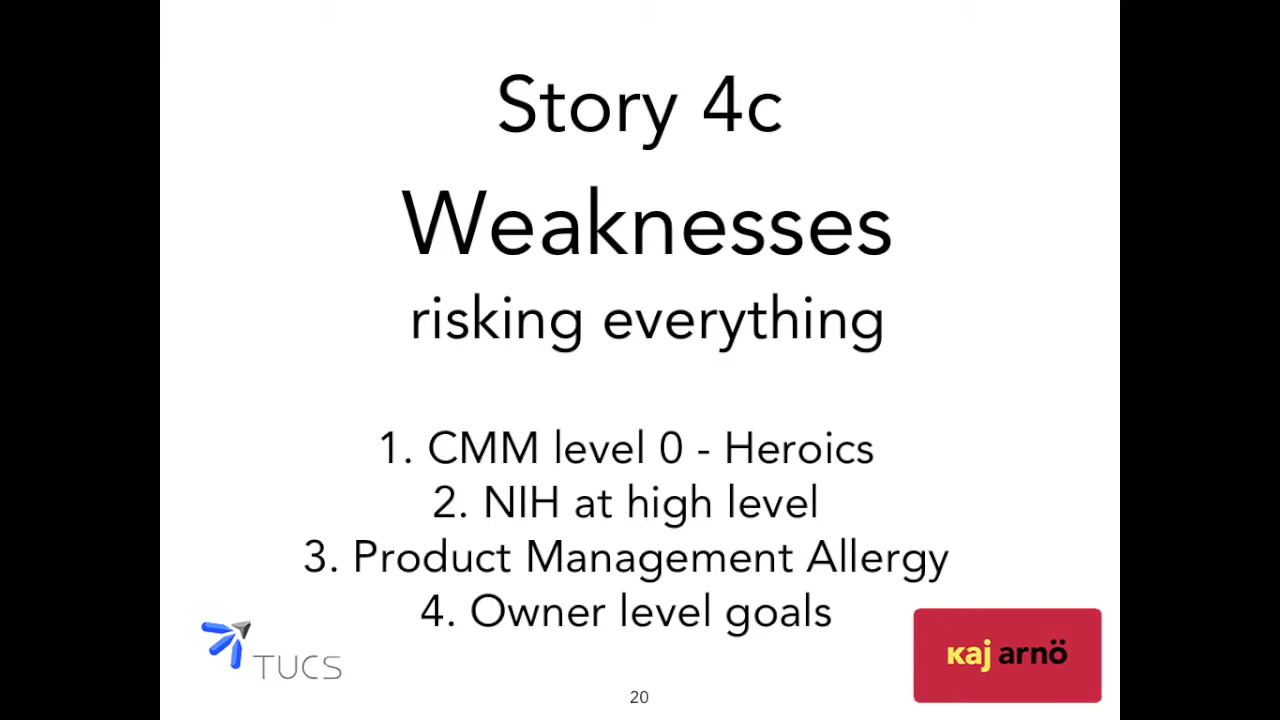 Story 4c
Weaknesses
risking everything
1. CMM level 0 - Heroics
2. NIH at high level
3. Product Management Allergy
4. Owner level goals
TUCS
кaj arnö
20